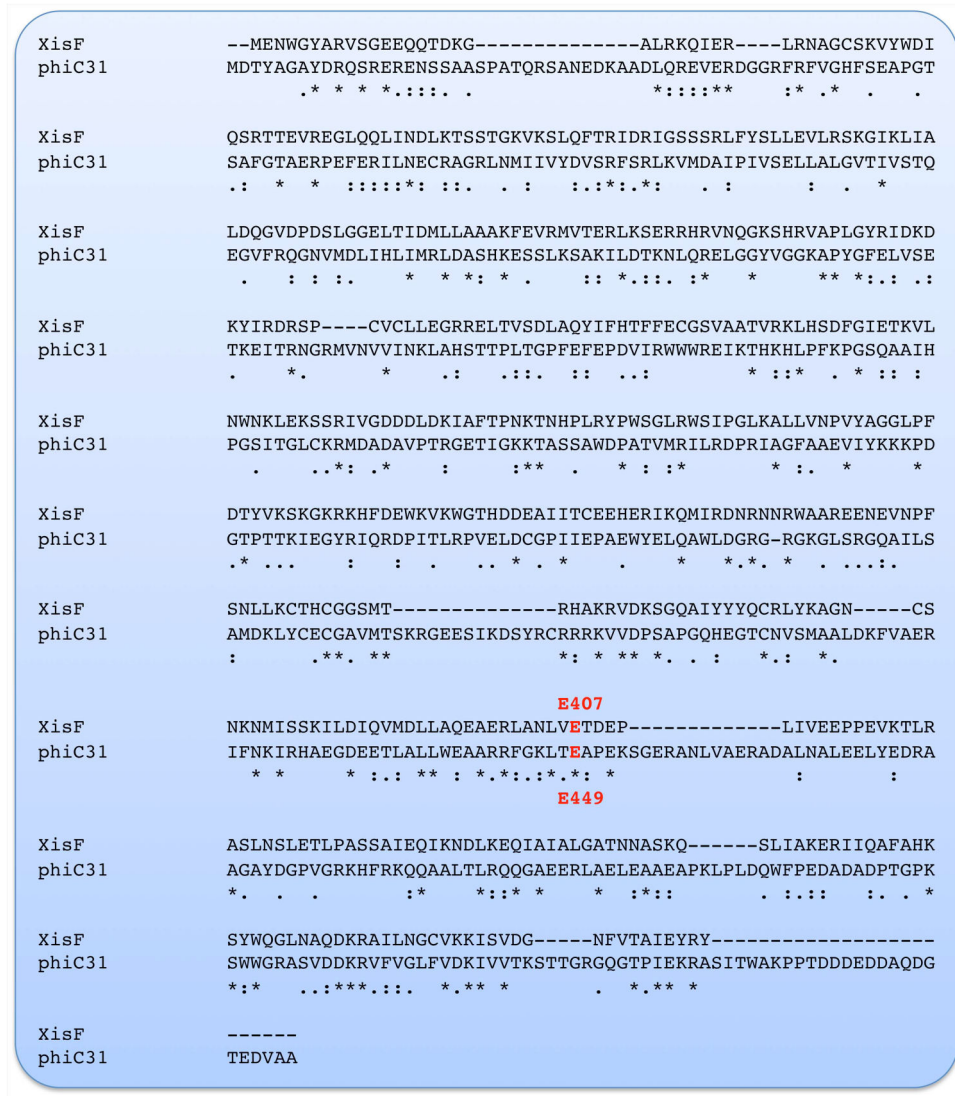 XisF --MENWGYARVSGEEQQTDKG--------------ALRKQIER----LRNAGCSKVYWDI
phiC31 MDTYAGAYDRQSRERENSSAASPATQRSANEDKAADLQREVERDGGRFRFVGHFSEAPGT
.* * * *.:::. . *::::** :* .* . .
XisF QSRTTEVREGLQQLINDLKTSSTGKVKSLQFTRIDRIGSSSRLFYSLLEVLRSKGIKLIA
phiC31 SAFGTAERPEFERILNECRAGRLNMIIVYDVSRFSRLKVMDAIPIVSELLALGVTIVSTQ
.: * * :::::*: ::. . : :.:*:*: . : : . *
XisF LDQGVDPDSLGGELTIDMLLAAAKFEVRMVTERLKSERRHRVNQGKSHRVAPLGYRIDKD
phiC31 EGVFRQGNVMDLIHLIMRLDASHKESSLKSAKILDTKNLQRELGGYVGGKAPYGFELVSE
. : : :. * * *: * :: *.::. :* * ** *:.: .:
XisF KYIRDRSP----CVCLLEGRRELTVSDLAQYIFHTFFECGSVAATVRKLHSDFGIETKVL
phiC31 TKEITRNGRMVNVVINKLAHSTTPLTGPFEFEPDVIRWWWREIKTHKHLPFKPGSQAAIH
. *. * .: .::. :: ..: * ::* . * :: :
XisF NWNKLEKSSRIVGDDDLDKIAFTPNKTNHPLRYPWSGLRWSIPGLKALLVNPVYAGGLPF
phiC31 PGSITGLCKRMDADAVPTRGETIGKKTASSAWDPATVMRILRDPRIAGFAAEVIYKKKPD
. ..*: .* : :** . * : :* * :. * *
XisF DTYVKSKGKRKHFDEWKVKWGTHDDEAIITCEEHERIKQMIRDNRNNRWAAREENEVNPF
phiC31 GTPTTKIEGYRIQRDPITLRPVELDCGPIIEPAEWYELQAWLDGRG-RGKGLSRGQAILS
.* ... : : . .. * . * . * *.* * . ...:.
XisF SNLLKCTHCGGSMT--------------RHAKRVDKSGQAIYYYQCRLYKAGN-----CS
phiC31 AMDKLYCECGAVMTSKRGEESIKDSYRCRRRKVVDPSAPGQHEGTCNVSMAALDKFVAER
: .**. ** *: * ** *. . : *.: *.
E407
XisF NKNMISSKILDIQVMDLLAQEAERLANLVETDEP-------------LIVEEPPEVKTLR
phiC31 IFNKIRHAEGDEETLALLWEAARRFGKLTEAPEKSGERANLVAERADALNALEELYEDRA
* * * :.: ** : *.*:.:*.*: * : :
E449
XisF ASLNSLETLPASSAIEQIKNDLKEQIAIALGATNNASKQ------SLIAKERIIQAFAHK
phiC31 AGAYDGPVGRKHFRKQQAALTLRQQGAEERLAELEAAEAPKLPLDQWFPEDADADPTGPK
*. . . :* *::* * * :*:: . :.:: :. . *
XisF SYWQGLNAQDKRAILNGCVKKISVDG-----NFVTAIEYRY-------------------
phiC31 SWWGRASVDDKRVFVGLFVDKIVVTKSTTGRGQGTPIEKRASITWAKPPTDDDEDDAQDG
*:* ..:***.::. *.** * . *.** *
XisF ------
phiC31 TEDVAA